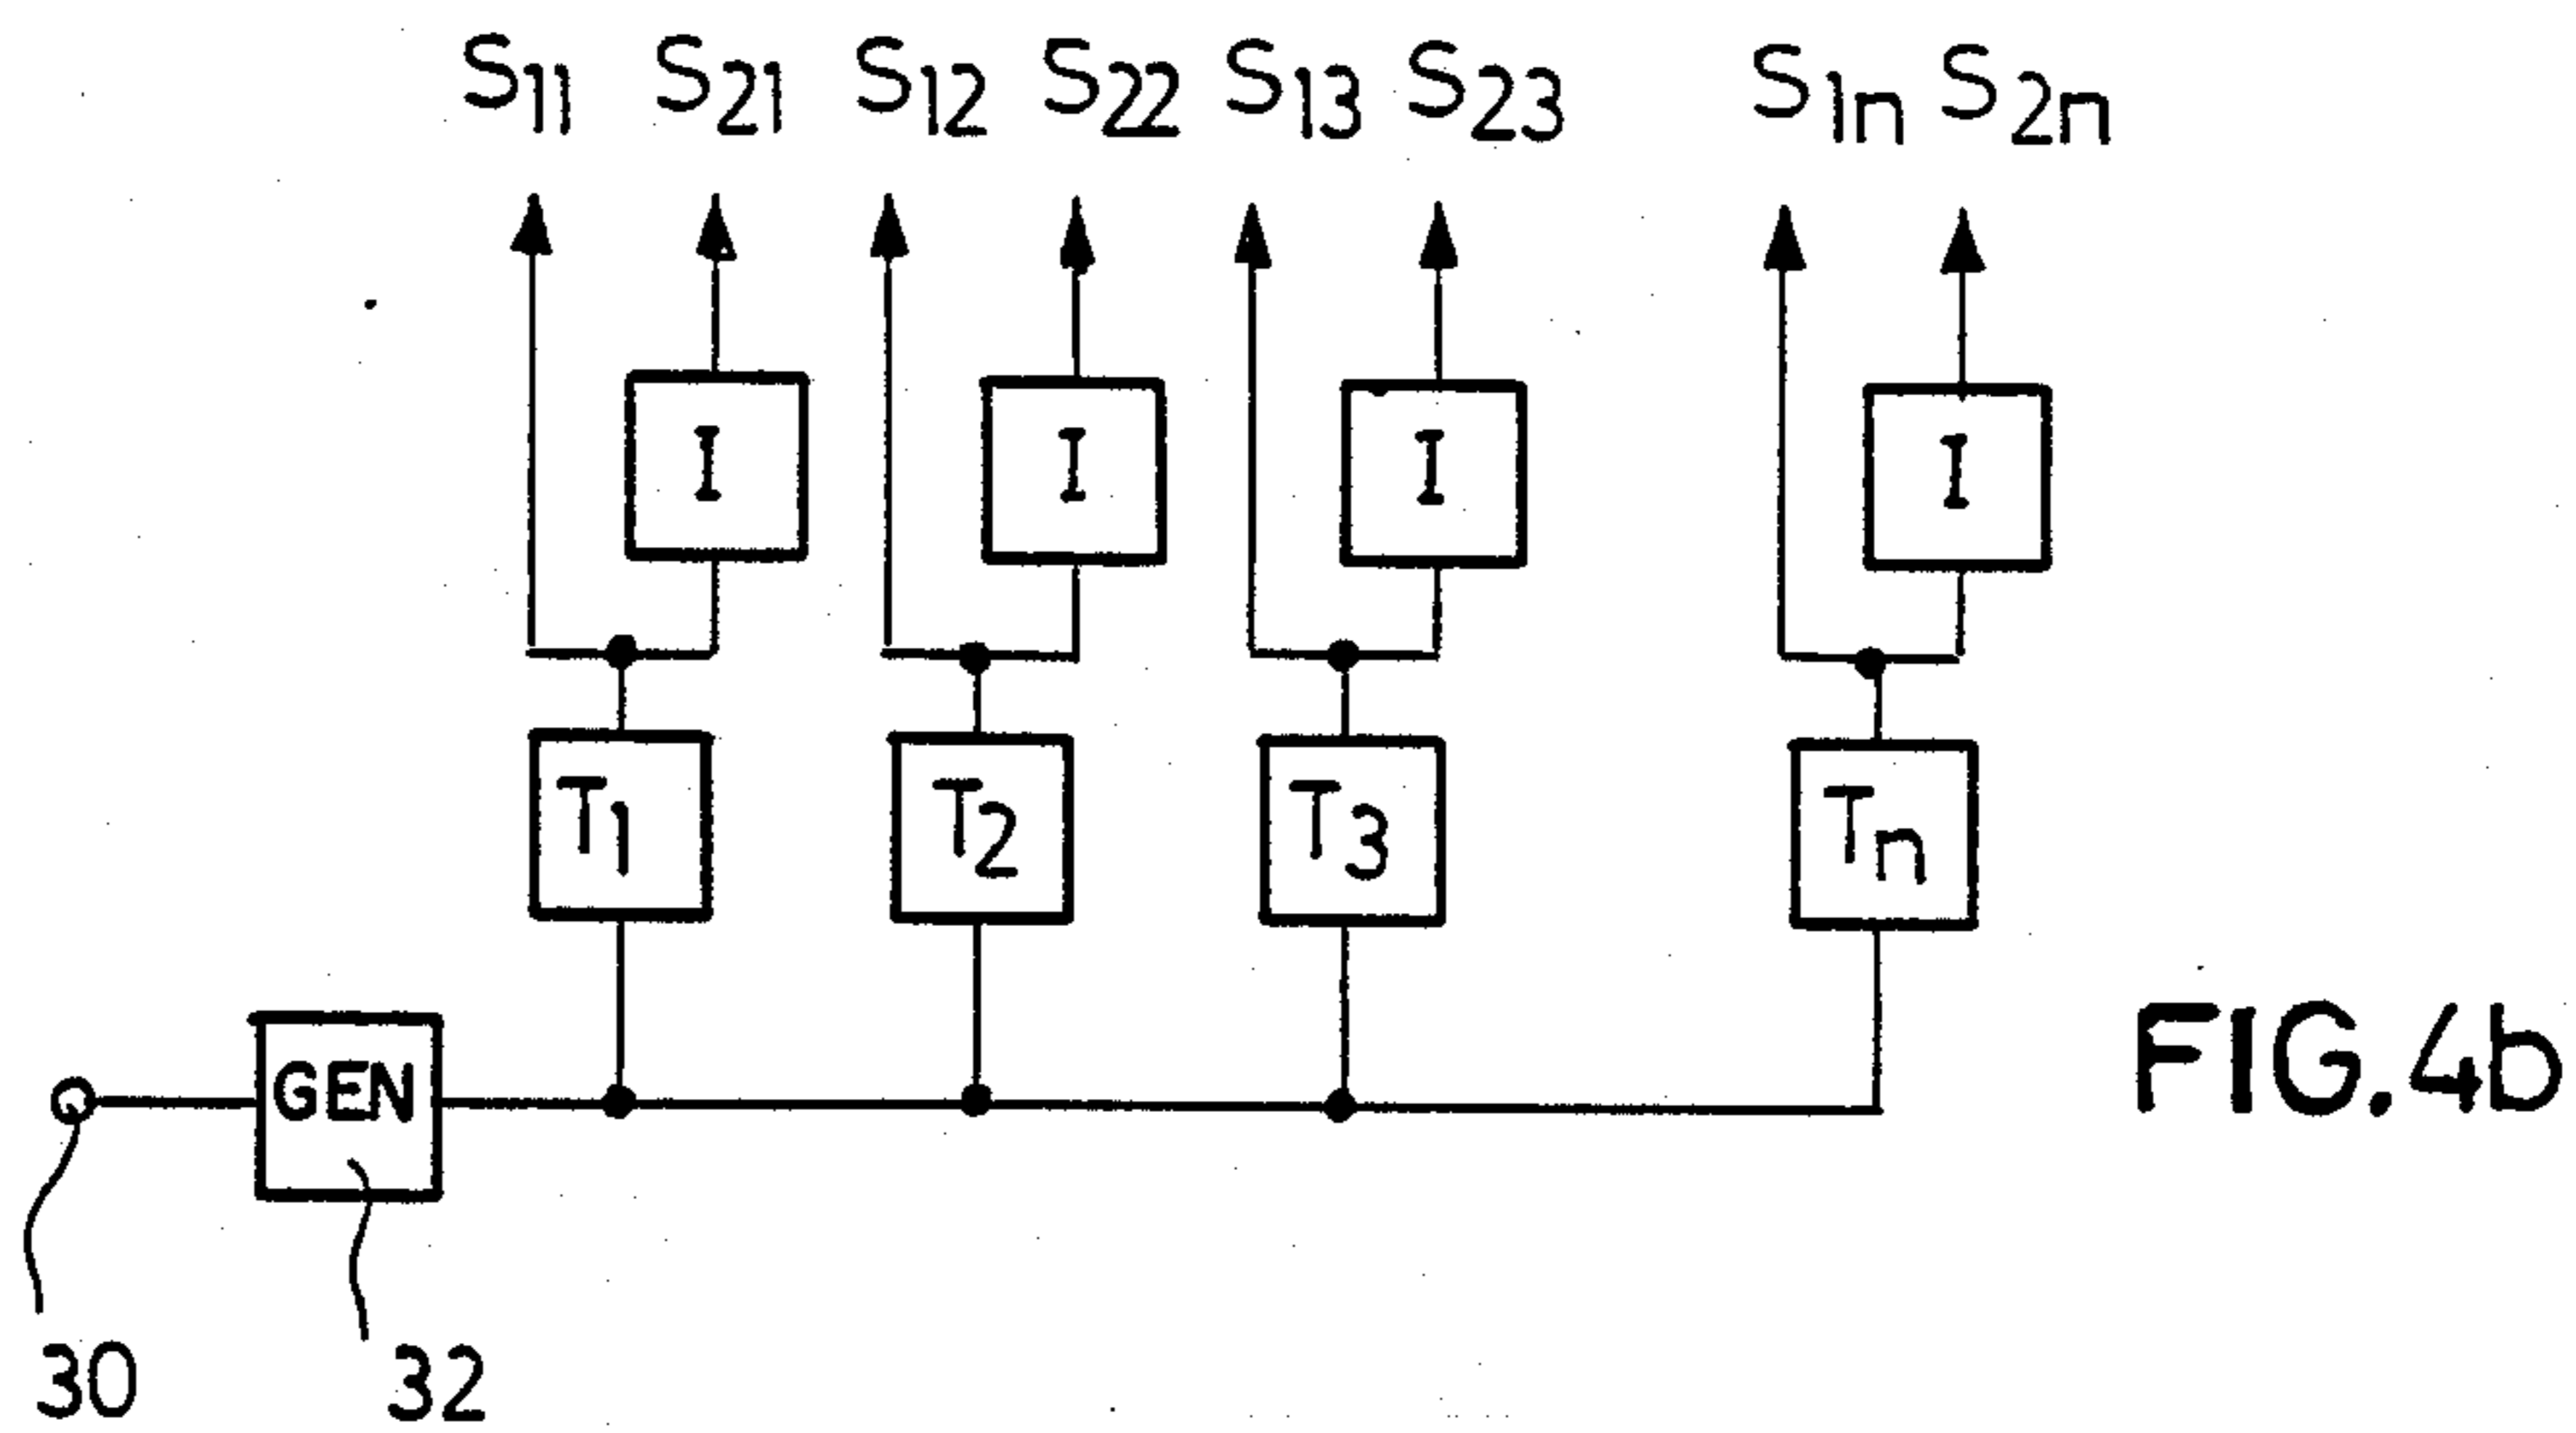 S11 S21 S12 S22 S13 S23 S1n S2n
I I I I
T1 T2 T3 Tn
GEN
FIG.4b
30 32